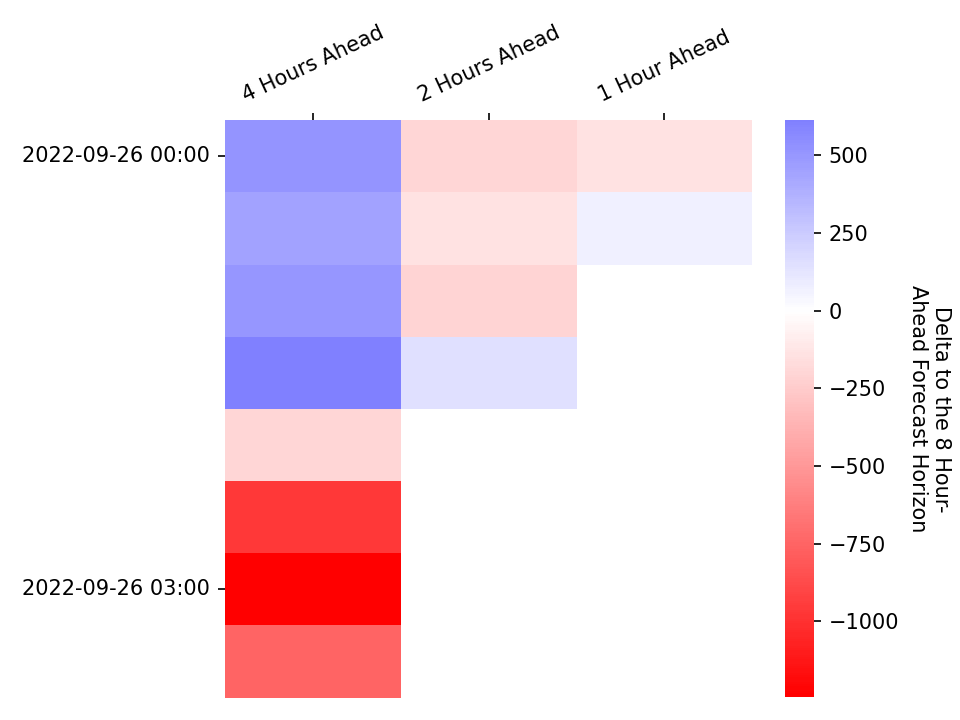 4 Hours Ahead
2 Hours Ahead
1 Hour Ahead
2022-09-26 00:00
2022-09-26 03:00
500
250
0
−250
−500
−750
−1000
Delta to the 8 Hour-
Ahead Forecast Horizon